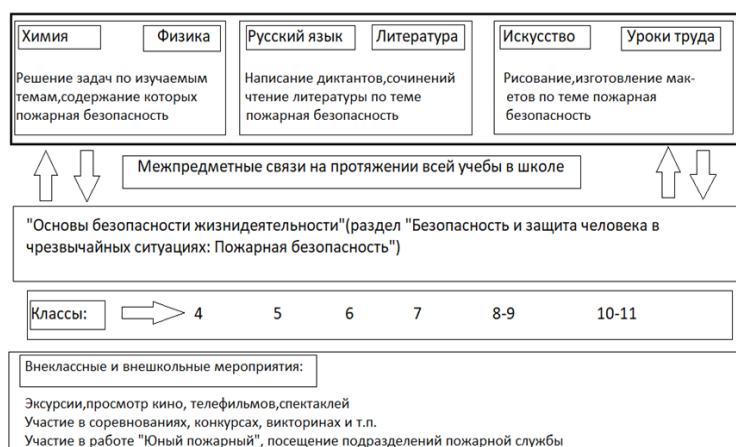 Химия
Физика
Решение задач по изучаемым
темам,содержание которых
пожарная безопасность
Русский язык
Литература
Написание диктантов,сочинений
чтение литературы по теме
пожарная безопасность
Искусство
Уроки труда
Рисование,изготовление мак-
етов по теме пожарная
безопасность
Межпредметные связи на протяжении всей учебы в школе
"Основы безопасности жизнидеятельности"(раздел "Безопасность и защита человека в
чрезвычайных ситуациях: Пожарная безопасность")
Классы: 4 5 6 7 8-9 10-11
Внеклассные и внешкольные мероприятия:
Эксурсии,просмотр кино, телефильмов,спектаклей
Участие в соревнованиях, конкурсах, викторинах и т.п.
Участие в работе "Юный пожарный", посещение подразделений пожарной службы